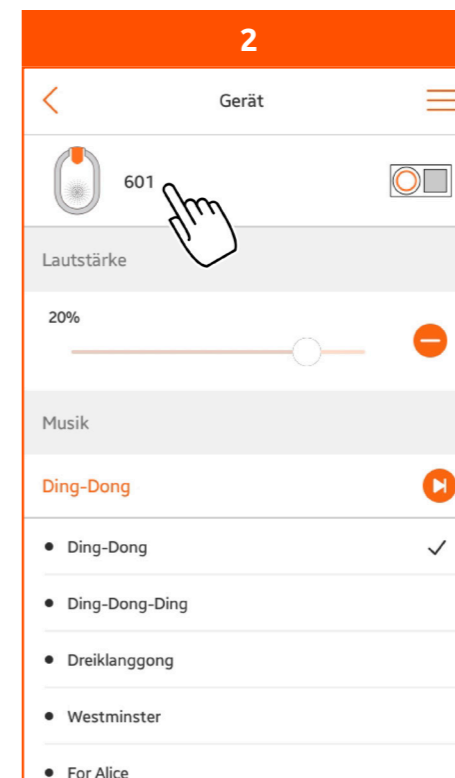 2
Gerät
601
Lautstärke
20%
Musik
Ding-Dong
Ding-Dong
Ding-Dong-Ding
Dreiklanggong
Westminster
For Alice